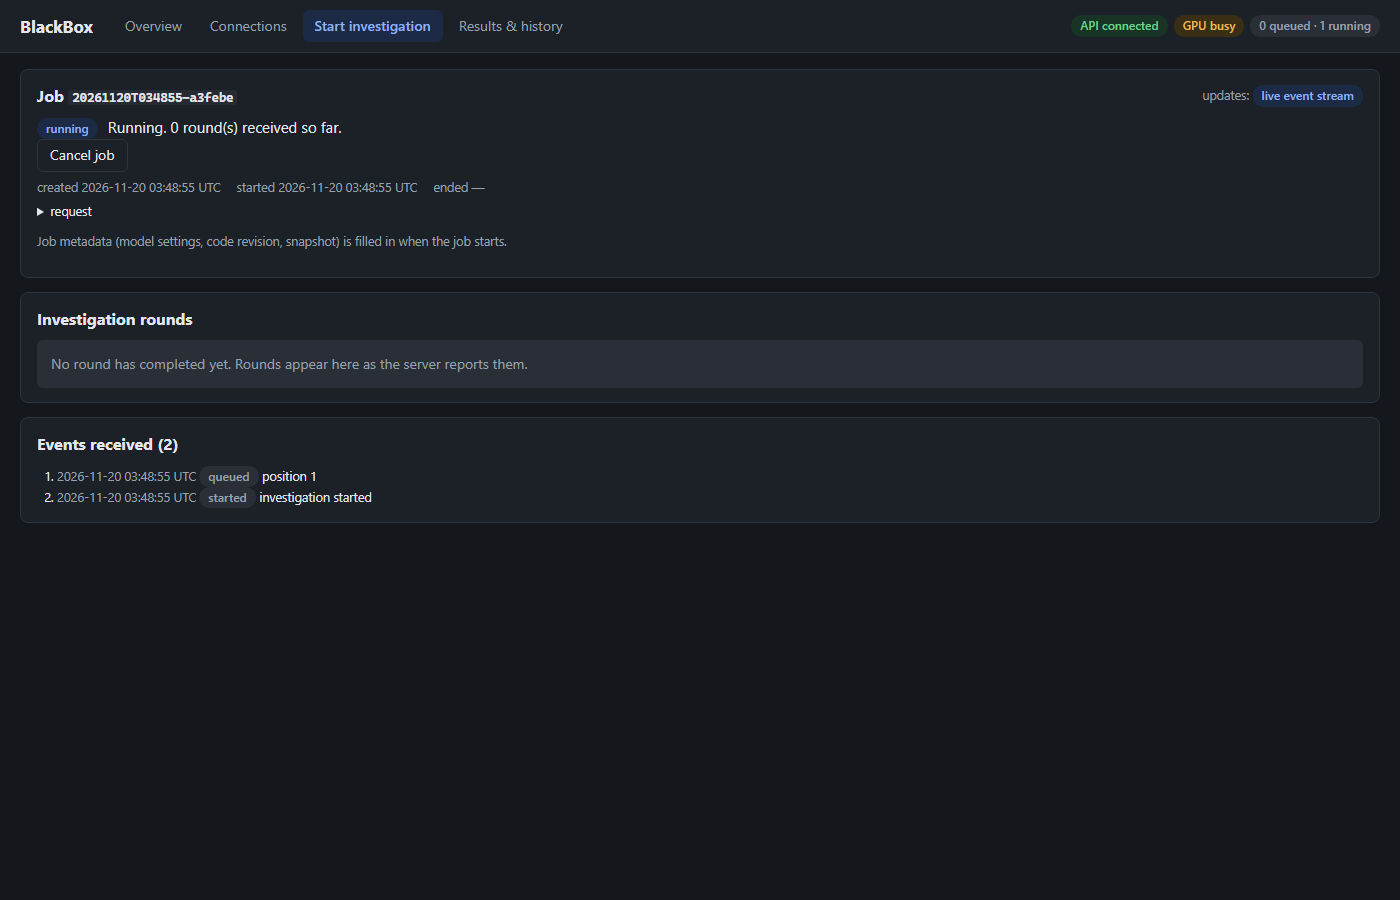 BlackBox Overview Connections Start investigation Results & history API connected GPU busy 0 queued · 1 running
Job 20261120T034855-a3febe updates: live event stream
running Running. 0 round(s) received so far.
Cancel job
created 2026-11-20 03:48:55 UTC started 2026-11-20 03:48:55 UTC ended —
▶ request
Job metadata (model settings, code revision, snapshot) is filled in when the job starts.
Investigation rounds
No round has completed yet. Rounds appear here as the server reports them.
Events received (2)
1. 2026-11-20 03:48:55 UTC queued position 1
2. 2026-11-20 03:48:55 UTC started investigation started